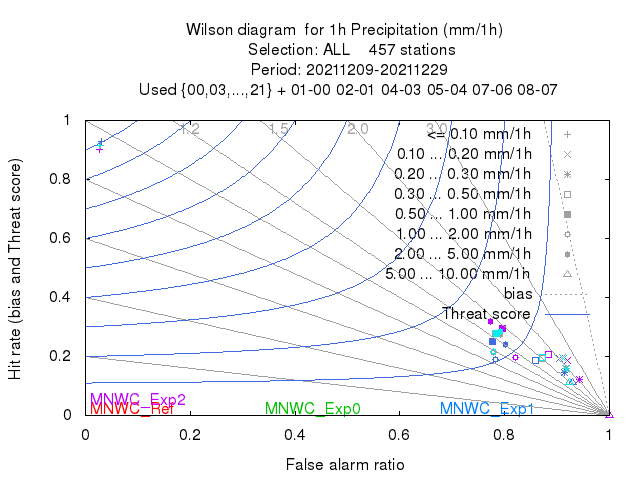 Wilson diagram  for 1h Precipitation (mm/1h)
Selection: ALL    457 stations
Period: 20211209-20211229
Used {00,03,...,21} + 01-00 02-01 04-03 05-04 07-06 08-07
1 1.2 1.5 2.0 3.0
<= 0.10 mm/1h
0.10 ... 0.20 mm/1h
0.8 0.20 ... 0.30 mm/1h
0.30 ... 0.50 mm/1h
0.50 ... 1.00 mm/1h
0.6 1.00 ... 2.00 mm/1h
2.00 ... 5.00 mm/1h
5.00 ... 10.00 mm/1h
0.4 bias
Threat score
0.2
MNWC_Exp2
0 MNWC_Ref MNWC_Exp0 MNWC_Exp1
0 0.2 0.4 0.6 0.8 1
False alarm ratio
Hit rate (bias and Threat score)